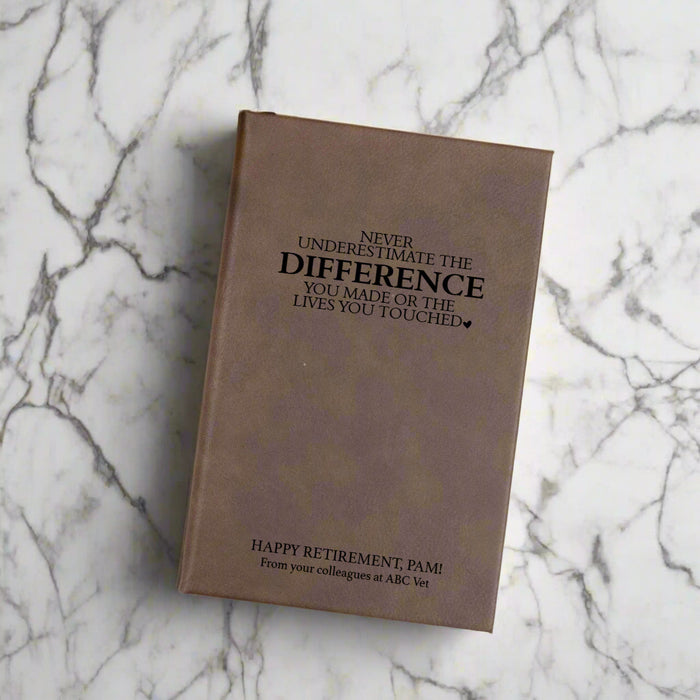 NEVER
UNDERESTIMATE THE
DIFFERENCE
YOU MADE OR THE
LIVES YOU TOUCHED♥
HAPPY RETIREMENT, PAM!
From your colleagues at ABC Vet